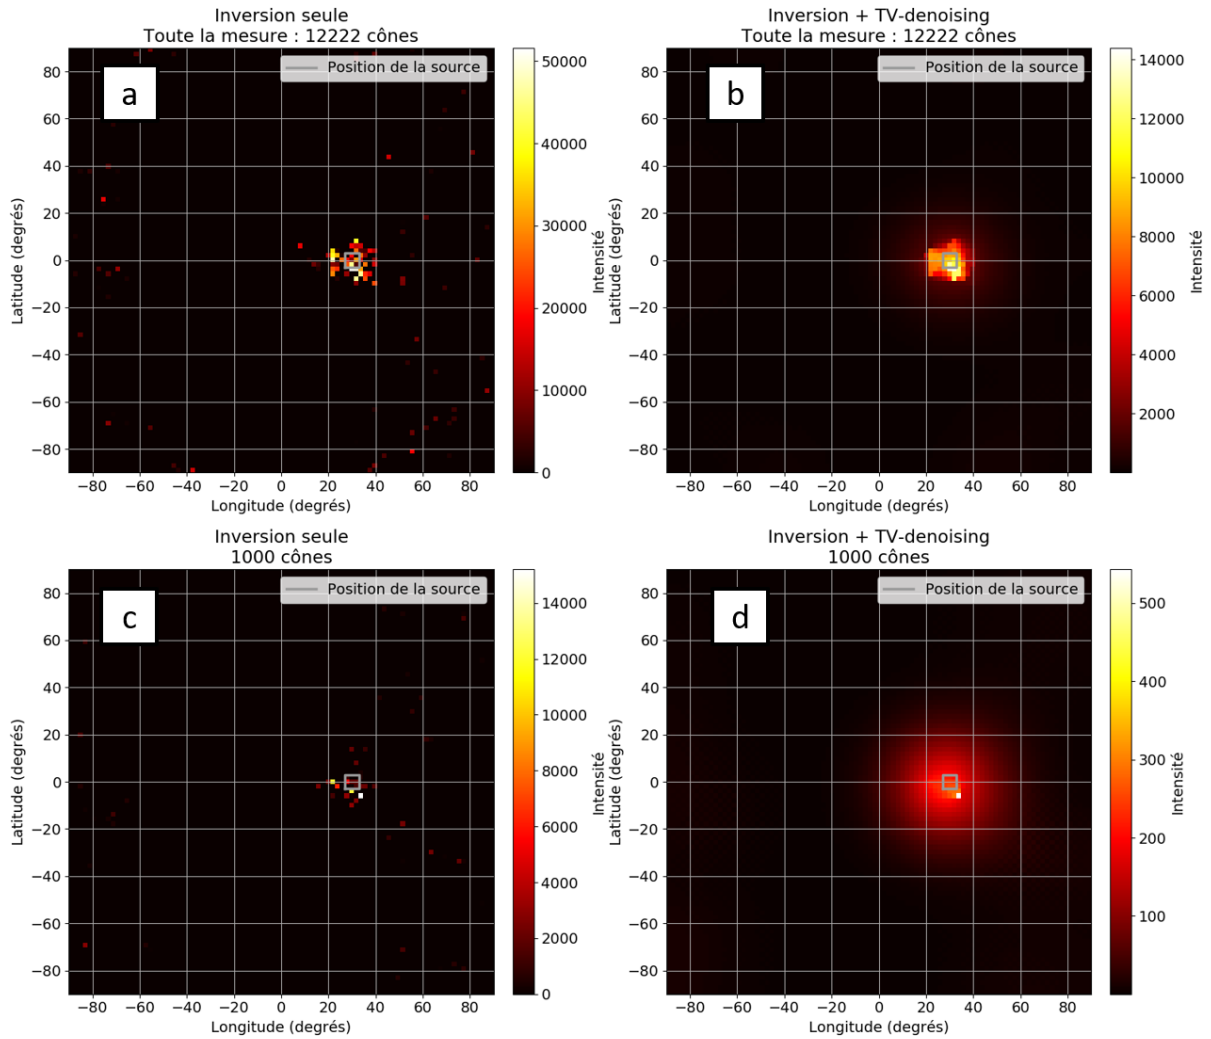 Inversion seule
Toute la mesure : 12222 cônes
a
Position de la source
80
60
40
20
0
−20
−40
−60
−80
Latitude (degrés)
−80 −60 −40 −20 0 20 40 60 80
Longitude (degrés)
50000
40000
30000
20000
10000
0
Intensité
Inversion + TV-denoising
Toute la mesure : 12222 cônes
b
Position de la source
80
60
40
20
0
−20
−40
−60
−80
Latitude (degrés)
−80 −60 −40 −20 0 20 40 60 80
Longitude (degrés)
14000
12000
10000
8000
6000
4000
2000
Intensité
Inversion seule
1000 cônes
c
Position de la source
80
60
40
20
0
−20
−40
−60
−80
Latitude (degrés)
−80 −60 −40 −20 0 20 40 60 80
Longitude (degrés)
14000
12000
10000
8000
6000
4000
2000
0
Intensité
Inversion + TV-denoising
1000 cônes
d
Position de la source
80
60
40
20
0
−20
−40
−60
−80
Latitude (degrés)
−80 −60 −40 −20 0 20 40 60 80
Longitude (degrés)
500
400
300
200
100
Intensité